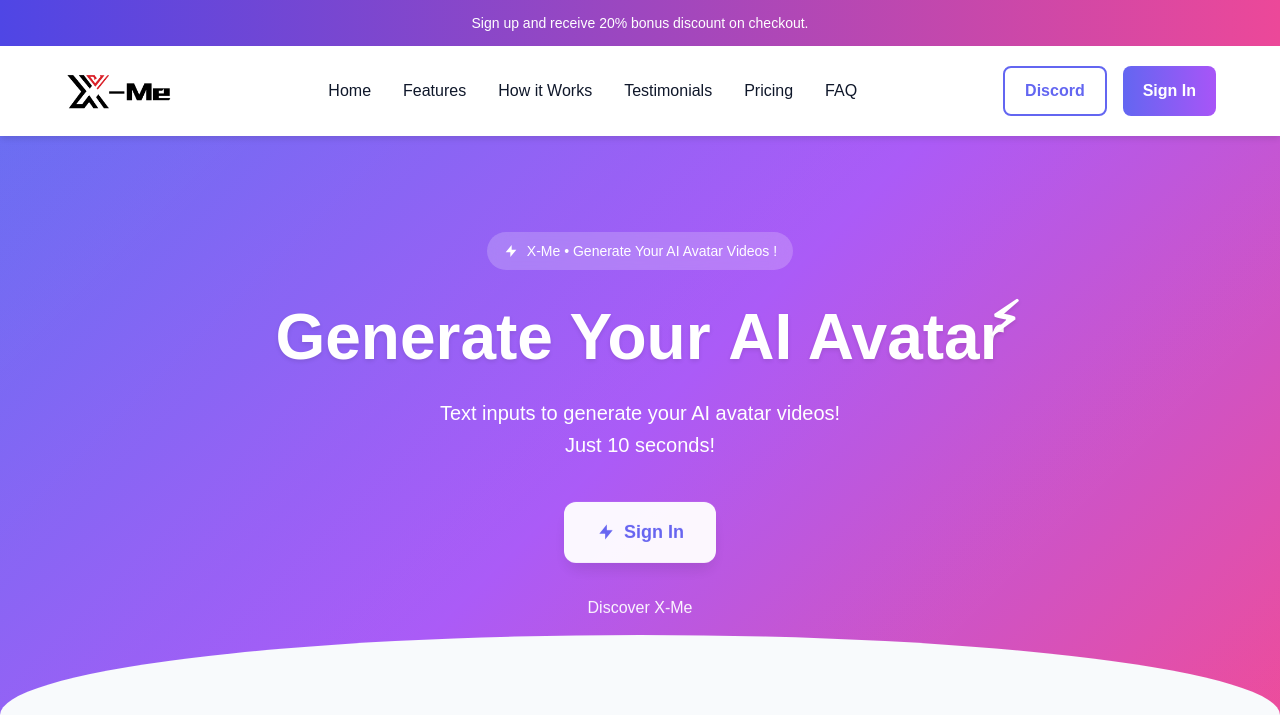 Sign up and receive 20% bonus discount on checkout.
X-Me
Home
Features
How it Works
Testimonials
Pricing
FAQ
Discord
Sign In
X-Me • Generate Your AI Avatar Videos !
Generate Your AI Avatar
Text inputs to generate your AI avatar videos!
Just 10 seconds!
Sign In
Discover X-Me